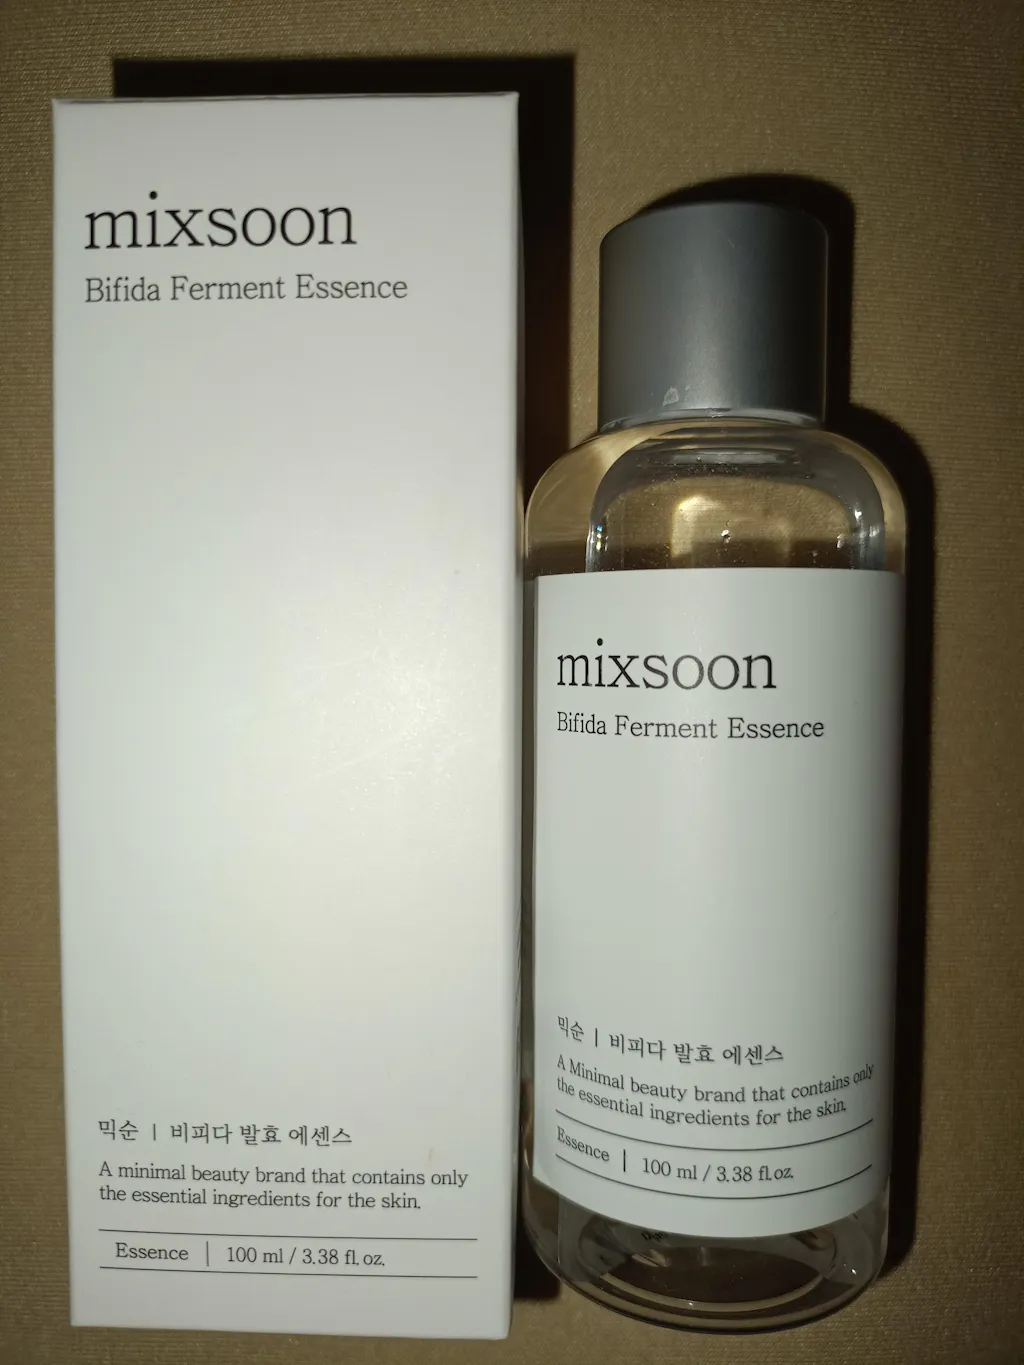 mixsoon
Bifida Ferment Essence
믹순 | 비피다 발효 에센스
A minimal beauty brand that contains only
the essential ingredients for the skin.
Essence | 100 ml / 3.38 fl. oz.
mixsoon
Bifida Ferment Essence
믹순 | 비피다 발효 에센스
A Minimal beauty brand that contains only
the essential ingredients for the skin.
Essence | 100 ml / 3.38 fl.oz.